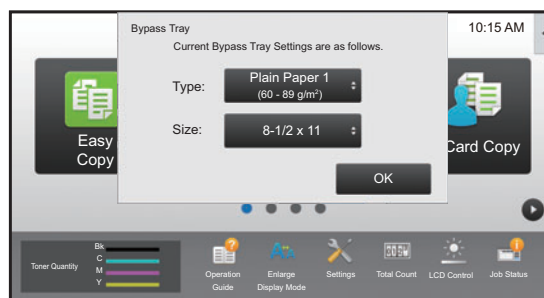 Bypass Tray
10:15 AM
Current Bypass Tray Settings are as follows.
Type:
Plain Paper 1
(60 - 89 g/m²)
Size:
8-1/2 x 11
OK
Easy
Copy
Card Copy
Toner Quantity
Bk
C
M
Y
Operation
Guide
Enlarge
Display Mode
Settings
Total Count
LCD Control
Job Status